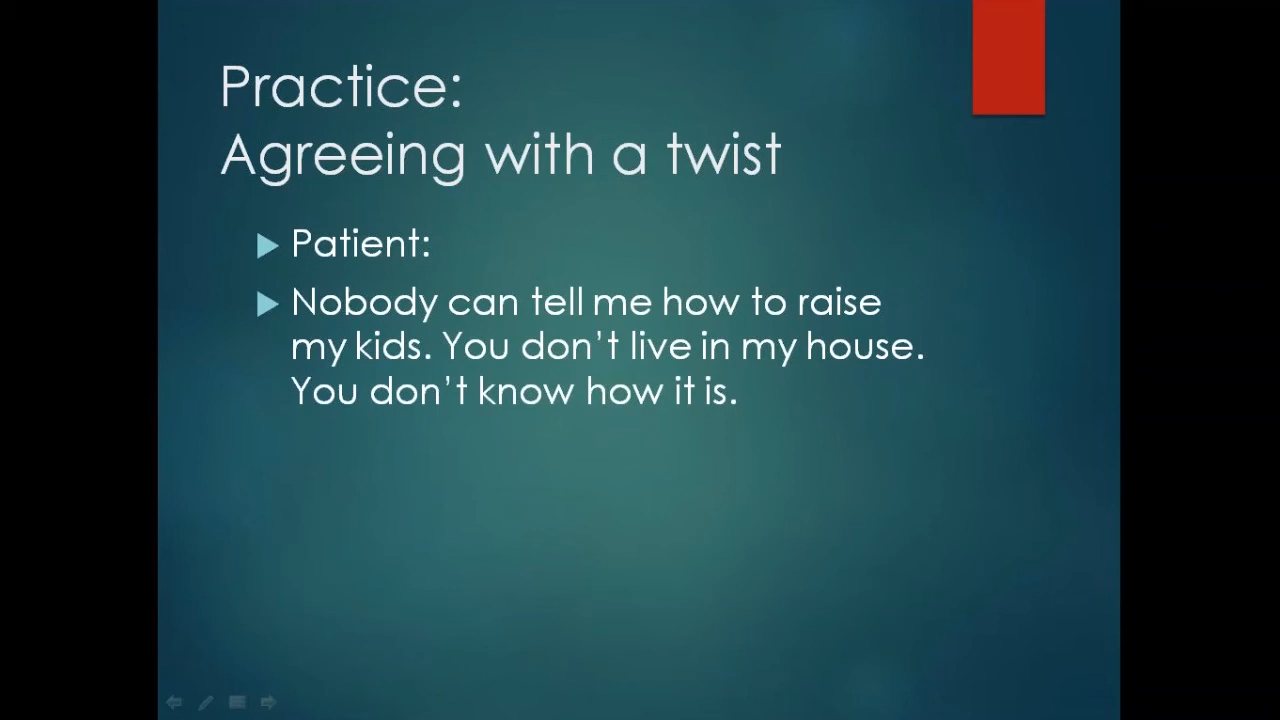 Practice:
Agreeing with a twist
Patient:
Nobody can tell me how to raise
my kids. You don't live in my house.
You don't know how it is.